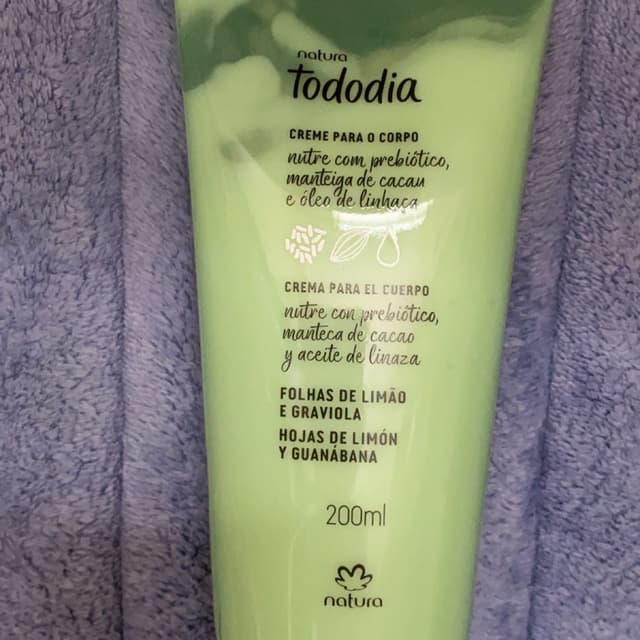 natura
tododia
CREME PARA O CORPO
nutre com prebiótico,
manteiga de cacau
e óleo de linhaça
CREMA PARA EL CUERPO
nutre con prebiótico,
manteca de cacao
y aceite de linaza
FOLHAS DE LIMÃO
E GRAVIOLA
HOJAS DE LIMÓN
Y GUANÁBANA
200ml
natura